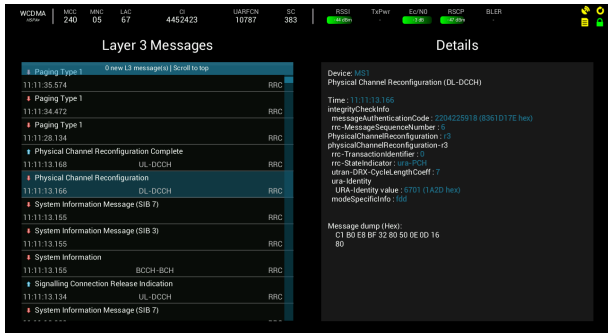 WCDMA MCC MNC LAC CI UARFCN SC RSSI TxPwr Ec/N0 RSCP BLER
HSPA+ 240 05 67 4452423 10787 383 -44 dBm - -3 dB -47 dBm -
Layer 3 Messages
Details
Paging Type 1 0 new L3 message(s) | Scroll to top
11:11:35.574 RRC
Paging Type 1
11:11:34.472 RRC
Paging Type 1
11:11:28.134 RRC
Physical Channel Reconfiguration Complete
11:11:13.168 UL-DCCH RRC
Physical Channel Reconfiguration
11:11:13.166 DL-DCCH RRC
System Information Message (SIB 7)
11:11:13.155 RRC
System Information Message (SIB 3)
11:11:13.155 RRC
System Information
11:11:13.155 BCCH-BCH RRC
Signalling Connection Release Indication
11:11:13.134 UL-DCCH RRC
System Information Message (SIB 7)
Device: MS1
Physical Channel Reconfiguration (DL-DCCH)
Time : 11:11:13.166
integrityCheckInfo
messageAuthenticationCode : 2204225918 (8361D17E hex)
rrc-MessageSequenceNumber : 6
PhysicalChannelReconfiguration : r3
physicalChannelReconfiguration-r3
rrc-TransactionIdentifier : 0
rrc-StateIndicator : ura-PCH
utran-DRX-CycleLengthCoeff : 7
ura-Identity
URA-Identity value : 6701 (1A2D hex)
modeSpecificInfo : fdd
Message dump (Hex):
C1 B0 E8 BF 32 80 50 0E 0D 16
80